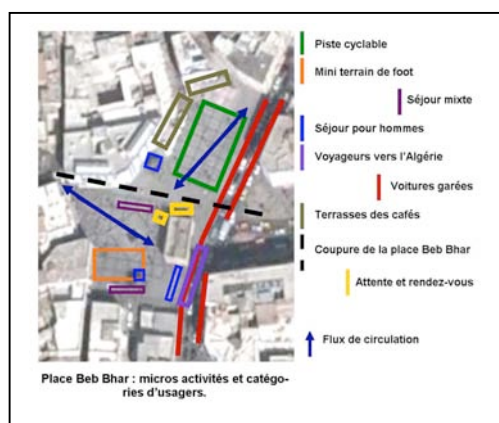 Piste cyclable
Mini terrain de foot
Séjour mixte
Séjour pour hommes
Voyageurs vers l'Algérie
Voitures garées
Terrasses des cafés
Coupure de la place Beb Bhar
Attente et rendez-vous
Flux de circulation
Place Beb Bhar : micros activités et catégo-
ries d'usagers.